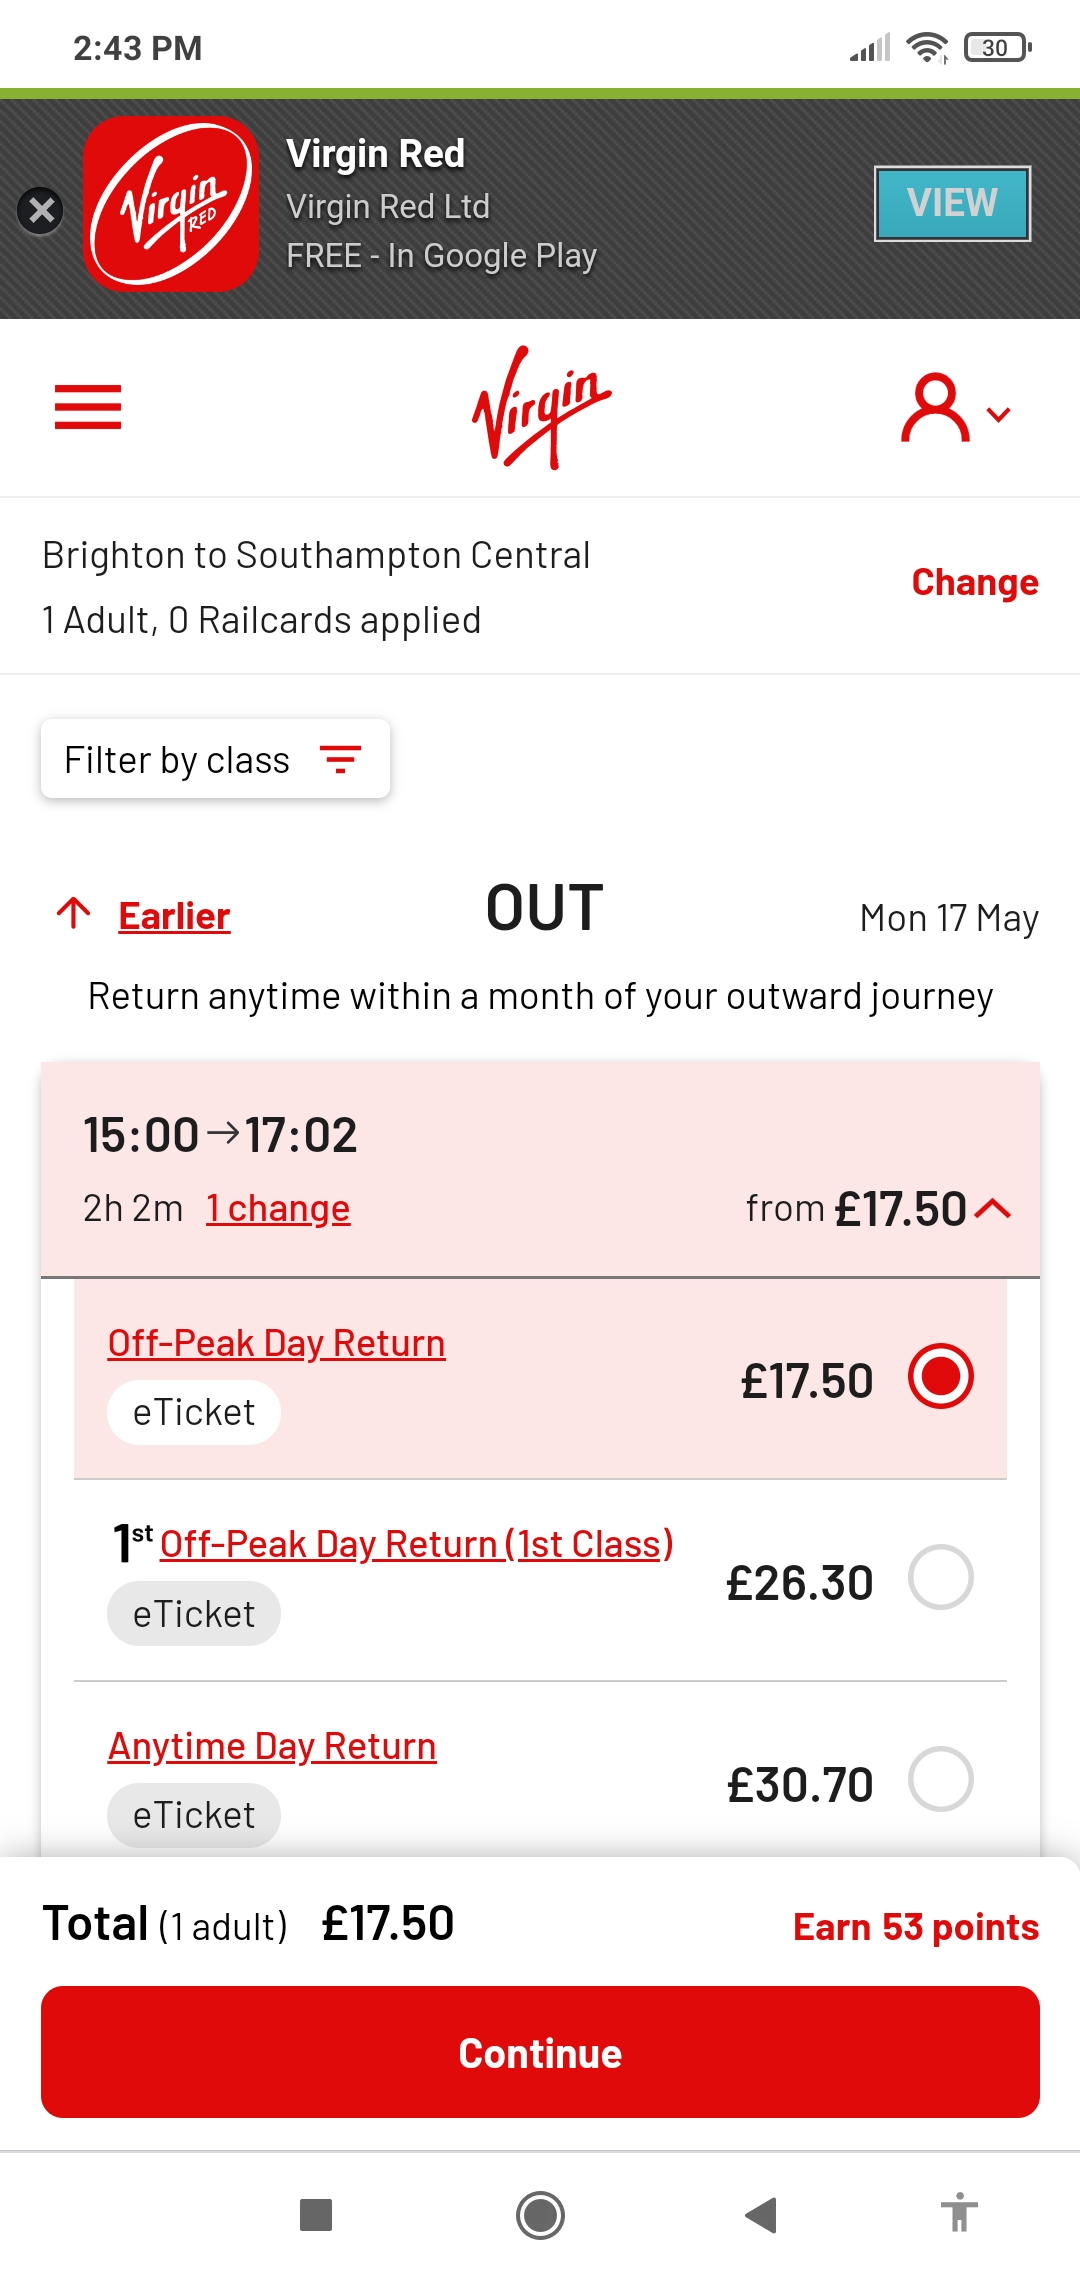 2:43 PM
30
Virgin Red
Virgin RED
Virgin Red Ltd
FREE - In Google Play
VIEW
Virgin
Brighton to Southampton Central
1 Adult, 0 Railcards applied
Change
Filter by class
Earlier
OUT
Mon 17 May
Return anytime within a month of your outward journey
15:00→17:02
2h 2m 1 change
from £17.50
Off-Peak Day Return
eTicket
£17.50
1st Off-Peak Day Return (1st Class)
eTicket
£26.30
Anytime Day Return
eTicket
£30.70
Total (1 adult) £17.50
Earn 53 points
Continue